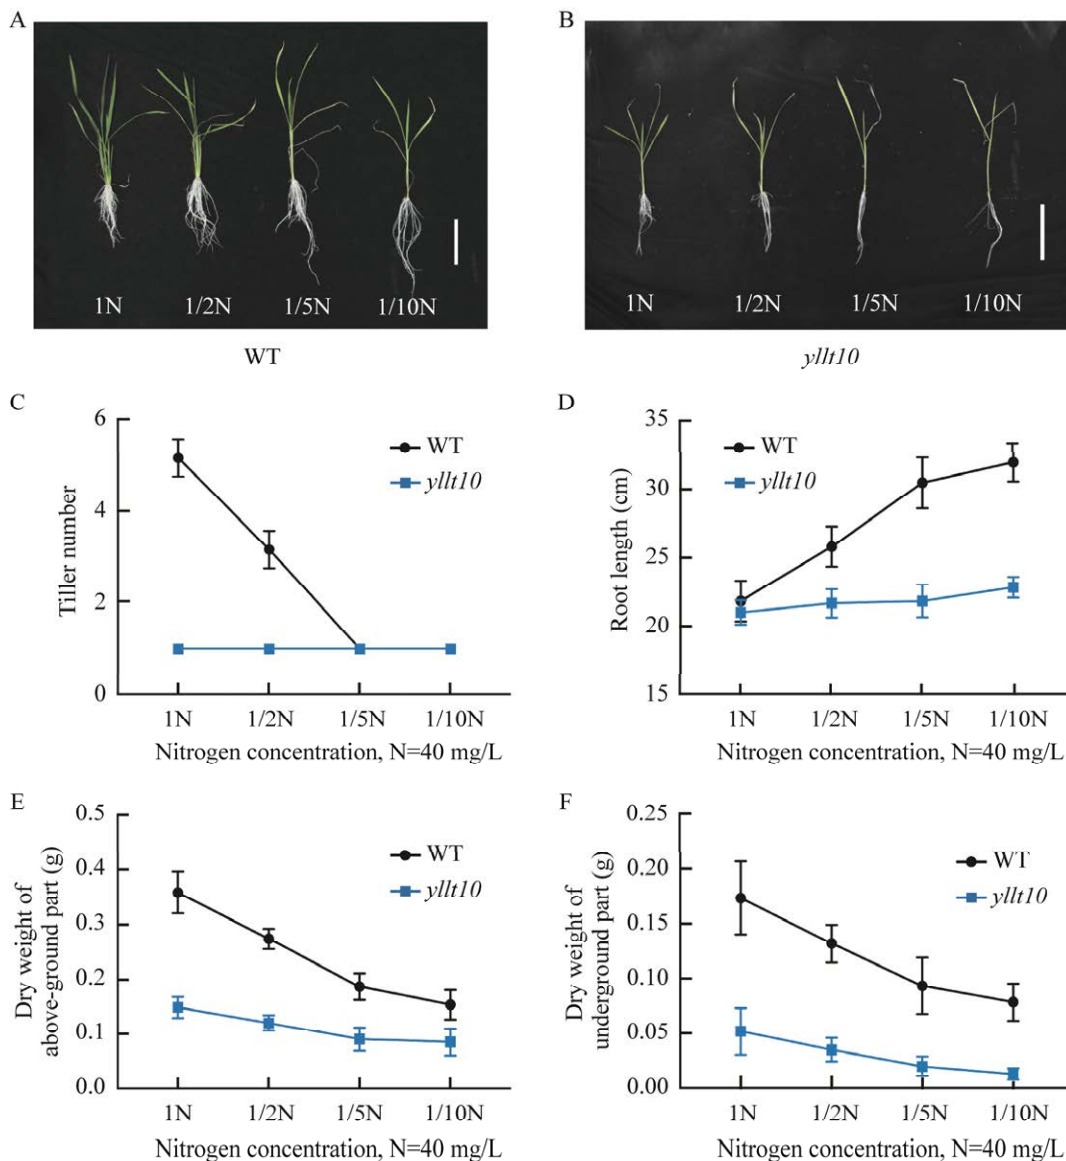 A
B
1N 1/2N 1/5N 1/10N
1N 1/2N 1/5N 1/10N
WT
yllt10
C
6
4
2
0
Tiller number
WT
yllt10
1N 1/2N 1/5N 1/10N
Nitrogen concentration, N=40 mg/L
D
35
30
25
20
15
Root length (cm)
WT
yllt10
1N 1/2N 1/5N 1/10N
Nitrogen concentration, N=40 mg/L
E
0.5
0.4
0.3
0.2
0.1
0.0
Dry weight of
above-ground part (g)
WT
yllt10
1N 1/2N 1/5N 1/10N
Nitrogen concentration, N=40 mg/L
F
0.25
0.20
0.15
0.10
0.05
0.00
Dry weight of
underground part (g)
WT
yllt10
1N 1/2N 1/5N 1/10N
Nitrogen concentration, N=40 mg/L